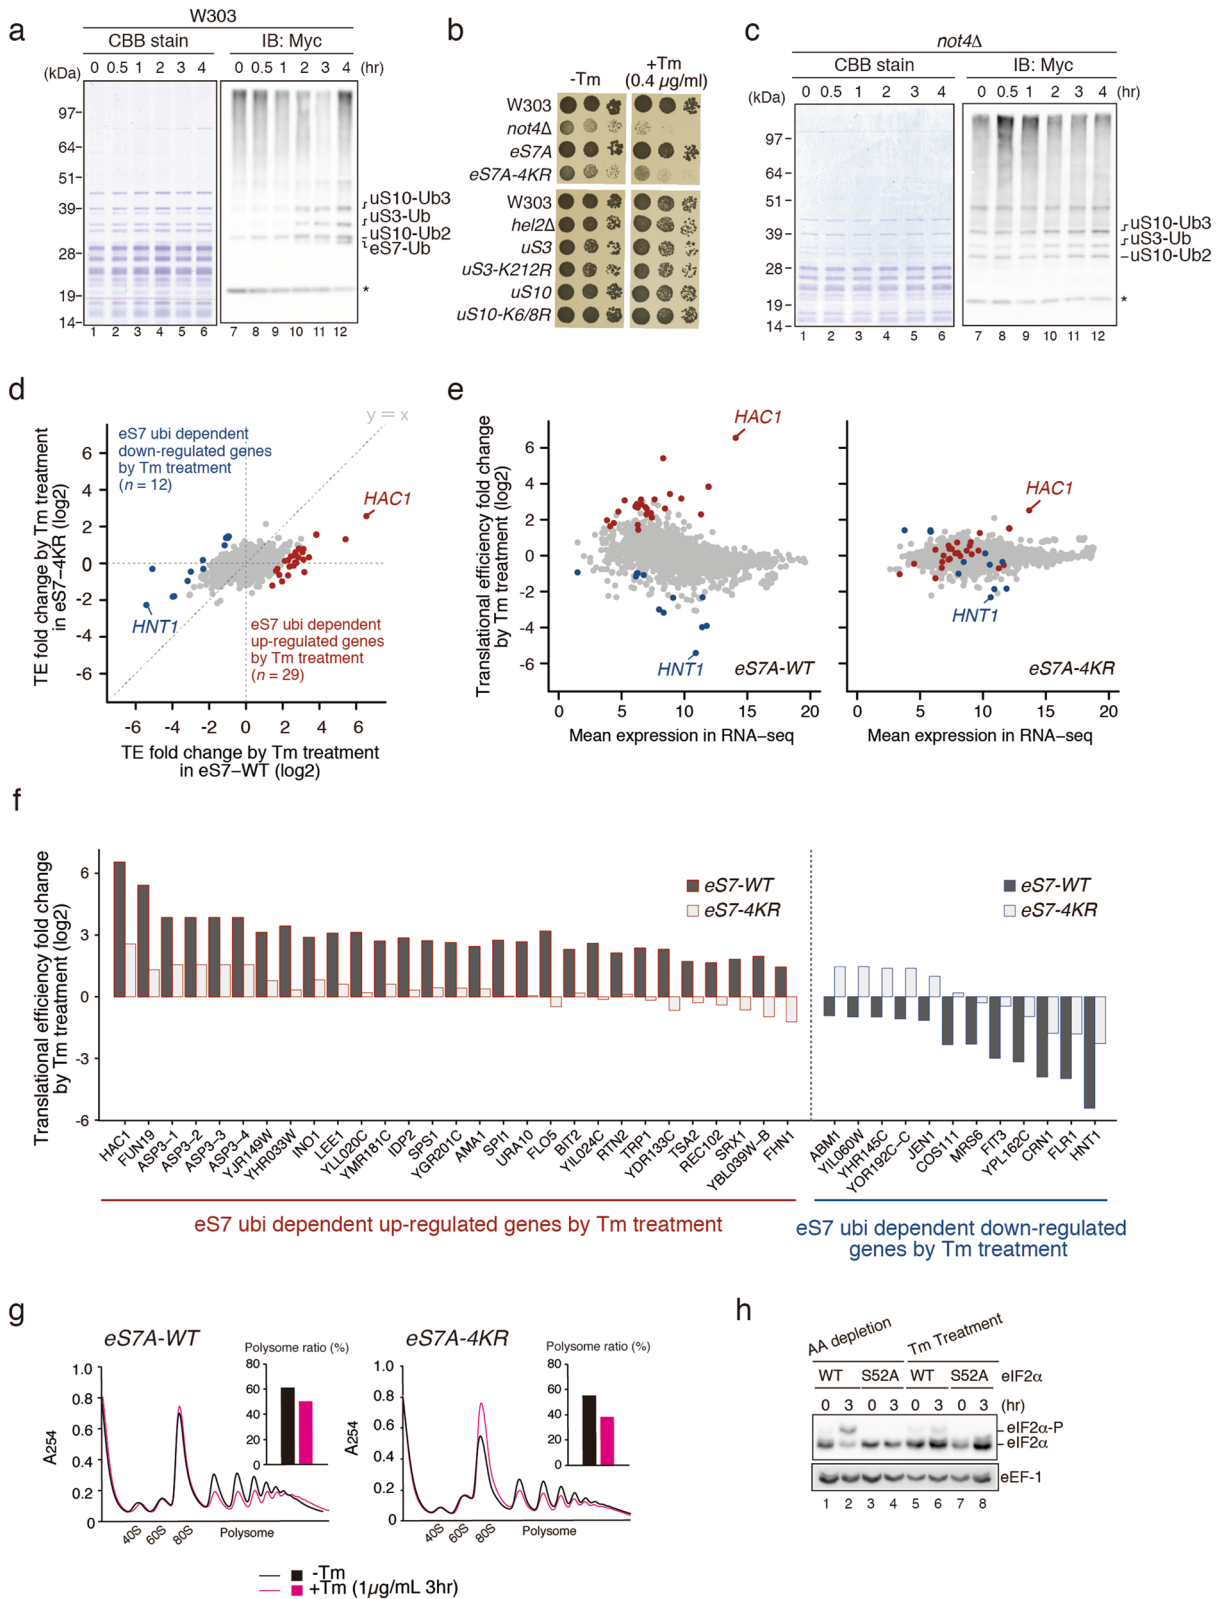 a
W303
CBB stain
IB: Myc
0 0.5 1 2 3 4 0 0.5 1 2 3 4 (hr)
(kDa)
97
64
51
39
28
19
14
uS10-Ub3
uS3-Ub
uS10-Ub2
eS7-Ub
*
1 2 3 4 5 6 7 8 9 10 11 12
b
-Tm
+Tm
(0.4 µg/ml)
W303
not4Δ
eS7A
eS7A-4KR
W303
hel2Δ
uS3
uS3-K212R
uS10
uS10-K6/8R
c
not4Δ
CBB stain
IB: Myc
0 0.5 1 2 3 4 0 0.5 1 2 3 4 (hr)
(kDa)
97
64
51
39
28
19
14
uS10-Ub3
uS3-Ub
uS10-Ub2
*
1 2 3 4 5 6 7 8 9 10 11 12
d
TE fold change by Tm treatment
in eS7−4KR (log2)
6
4
2
0
-2
-4
-6
y = x
eS7 ubi dependent
down-regulated genes
by Tm treatment
(n = 12)
HAC1
HNT1
eS7 ubi dependent
up-regulated genes
by Tm treatment
(n = 29)
-6 -4 -2 0 2 4 6
TE fold change by Tm treatment
in eS7−WT (log2)
e
Translational efficiency fold change
by Tm treatment (log2)
6
4
2
0
-2
-4
-6
HAC1
HNT1
eS7A-WT
0 5 10 15 20
Mean expression in RNA−seq
HAC1
HNT1
eS7A-4KR
0 5 10 15 20
Mean expression in RNA−seq
f
Translational efficiency fold change
by Tm treatment (log2)
6
3
0
-3
-6
eS7-WT
eS7-4KR
eS7-WT
eS7-4KR
HAC1
FUN19
ASP3−1
ASP3−2
ASP3−3
ASP3−4
YJR149W
YHR033W
INO1
LEE1
YLL020C
YMR181C
IDP2
SPS1
YGR201C
AMA1
SPI1
URA10
FLO5
BIT2
YIL024C
RTN2
TRP1
YDR133C
TSA2
REC102
SRX1
YBL039W−B
FHN1
ABM1
YIL060W
YHR145C
YOR192C−C
JEN1
COS111
MRS6
FIT3
YPL162C
CRN1
FLR1
HNT1
eS7 ubi dependent up-regulated genes by Tm treatment
eS7 ubi dependent down-regulated
genes by Tm treatment
g
eS7A-WT
A254
1.0
0.8
0.6
0.4
0.2
0
Polysome ratio (%)
80
60
40
20
0
40S 60S 80S Polysome
eS7A-4KR
A254
1.0
0.8
0.6
0.4
0.2
0
Polysome ratio (%)
80
60
40
20
0
40S 60S 80S Polysome
-Tm
+Tm (1µg/mL 3hr)
h
AA depletion
Tm Treatment
WT S52A WT S52A eIF2α
0 3 0 3 0 3 0 3 (hr)
eIF2α-P
eIF2α
eEF-1
1 2 3 4 5 6 7 8